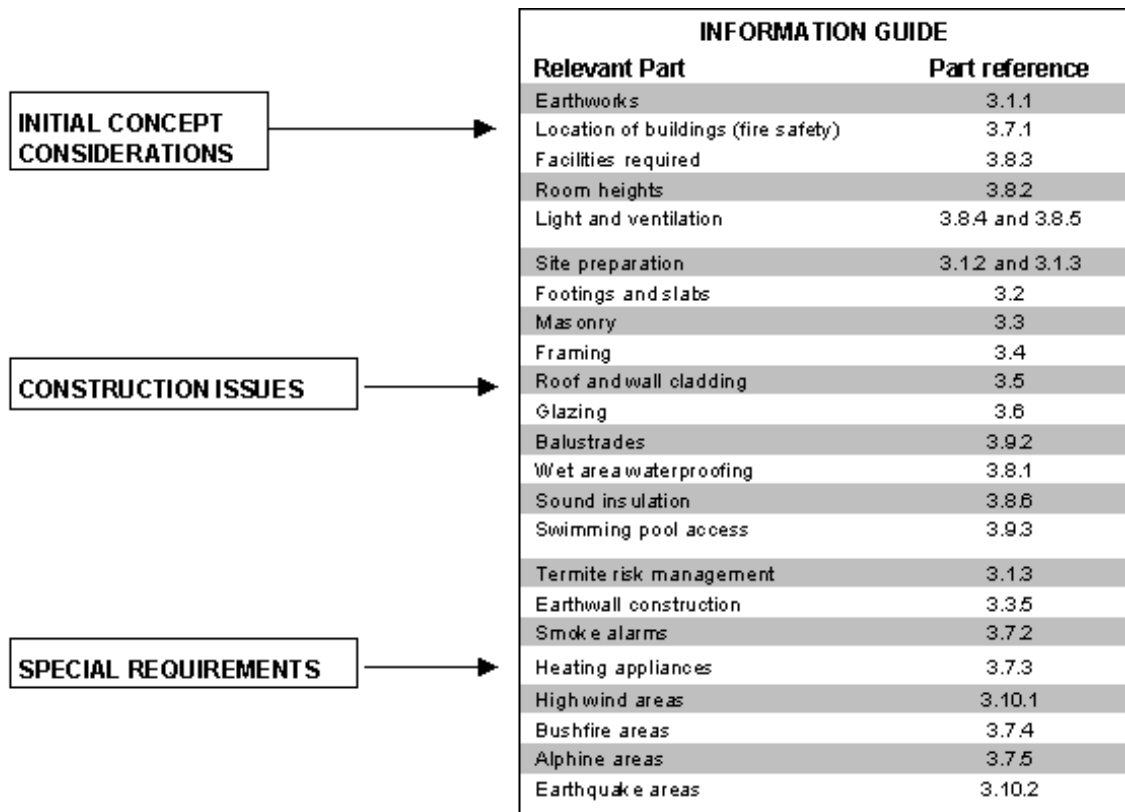 INFORMATION GUIDE
Relevant Part Part reference
INITIAL CONCEPT
CONSIDERATIONS
Earthworks 3.1.1
Location of buildings (fire safety) 3.7.1
Facilities required 3.8.3
Room heights 3.8.2
Light and ventilation 3.8.4 and 3.8.5
CONSTRUCTION ISSUES
Site preparation 3.1.2 and 3.1.3
Footings and slabs 3.2
Masonry 3.3
Framing 3.4
Roof and wall cladding 3.5
Glazing 3.6
Balustrades 3.9.2
Wet area waterproofing 3.8.1
Sound insulation 3.8.6
Swimming pool access 3.9.3
SPECIAL REQUIREMENTS
Termite risk management 3.1.3
Earthwall construction 3.3.5
Smoke alarms 3.7.2
Heating appliances 3.7.3
High wind areas 3.10.1
Bushfire areas 3.7.4
Alphine areas 3.7.5
Earthquake areas 3.10.2